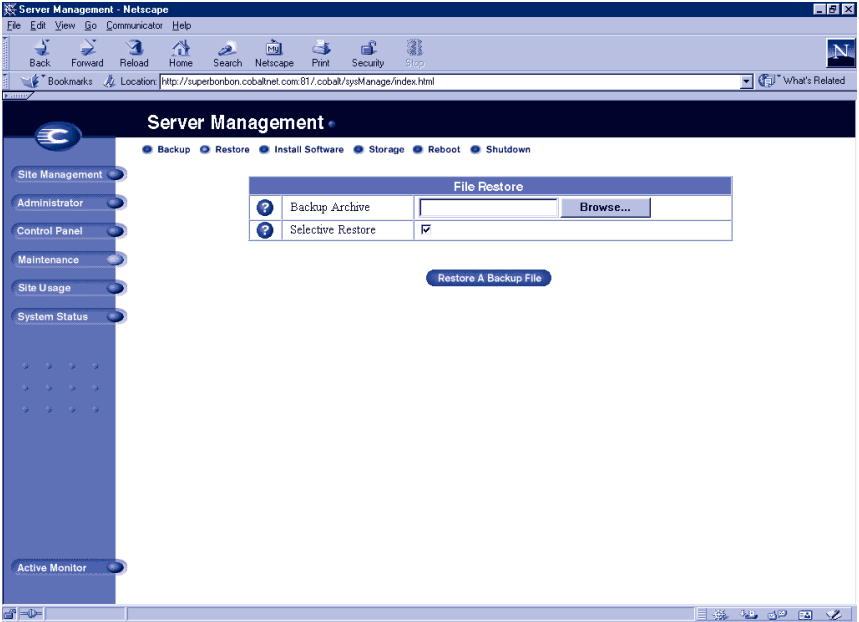 Server Management - Netscape
File Edit View Go Communicator Help
Back Forward Reload Home Search Netscape Print Security Stop
My
N
Bookmarks Location: http://superbonbon.cobaltnet.com:81/.cobalt/sysManage/index.html What's Related
Server Management
Backup Restore Install Software Storage Reboot Shutdown
Site Management
Administrator
Control Panel
Maintenance
Site Usage
System Status
Active Monitor
File Restore
? Backup Archive Browse...
? Selective Restore
Restore A Backup File